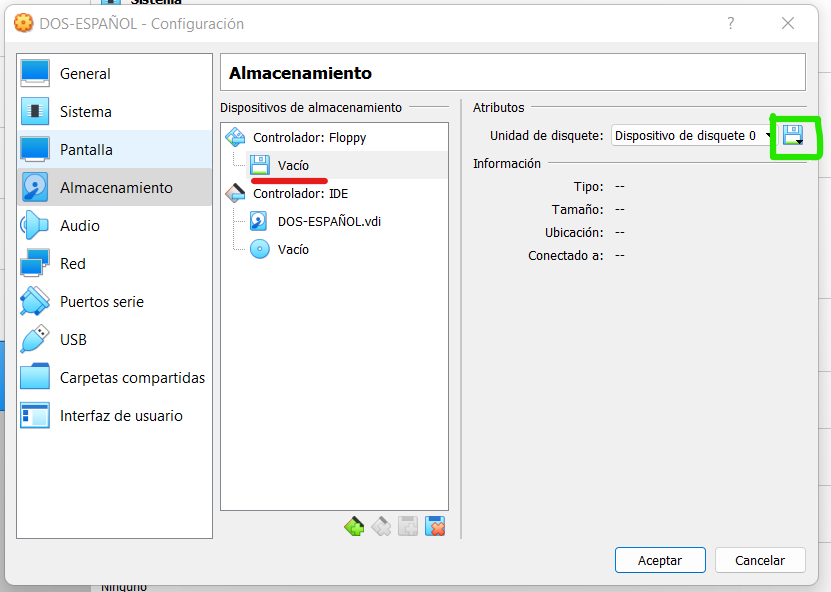 Sistema
DOS-ESPAÑOL - Configuración
?
General
Sistema
Pantalla
Almacenamiento
Audio
Red
Puertos serie
USB
Carpetas compartidas
Interfaz de usuario
Almacenamiento
Dispositivos de almacenamiento
Controlador: Floppy
Vacío
Controlador: IDE
DOS-ESPAÑOL.vdi
Vacío
Atributos
Unidad de disquete: Dispositivo de disquete 0
Información
Tipo: --
Tamaño: --
Ubicación: --
Conectado a: --
Aceptar
Cancelar
Ninguno